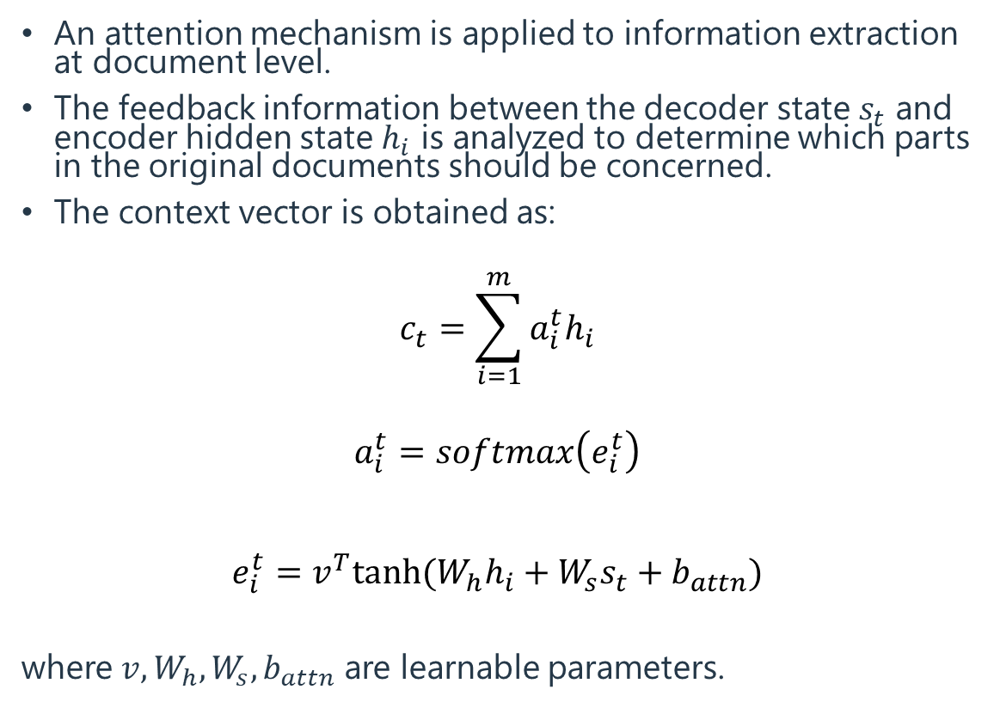 • An attention mechanism is applied to information extraction
at document level.
• The feedback information between the decoder state s_t and
encoder hidden state h_i is analyzed to determine which parts
in the original documents should be concerned.
• The context vector is obtained as:
c_t = \sum_{i=1}^{m} a_i^t h_i
a_i^t = softmax(e_i^t)
e_i^t = v^T tanh(W_h h_i + W_s s_t + b_{attn})
where v, W_h, W_s, b_{attn} are learnable parameters.